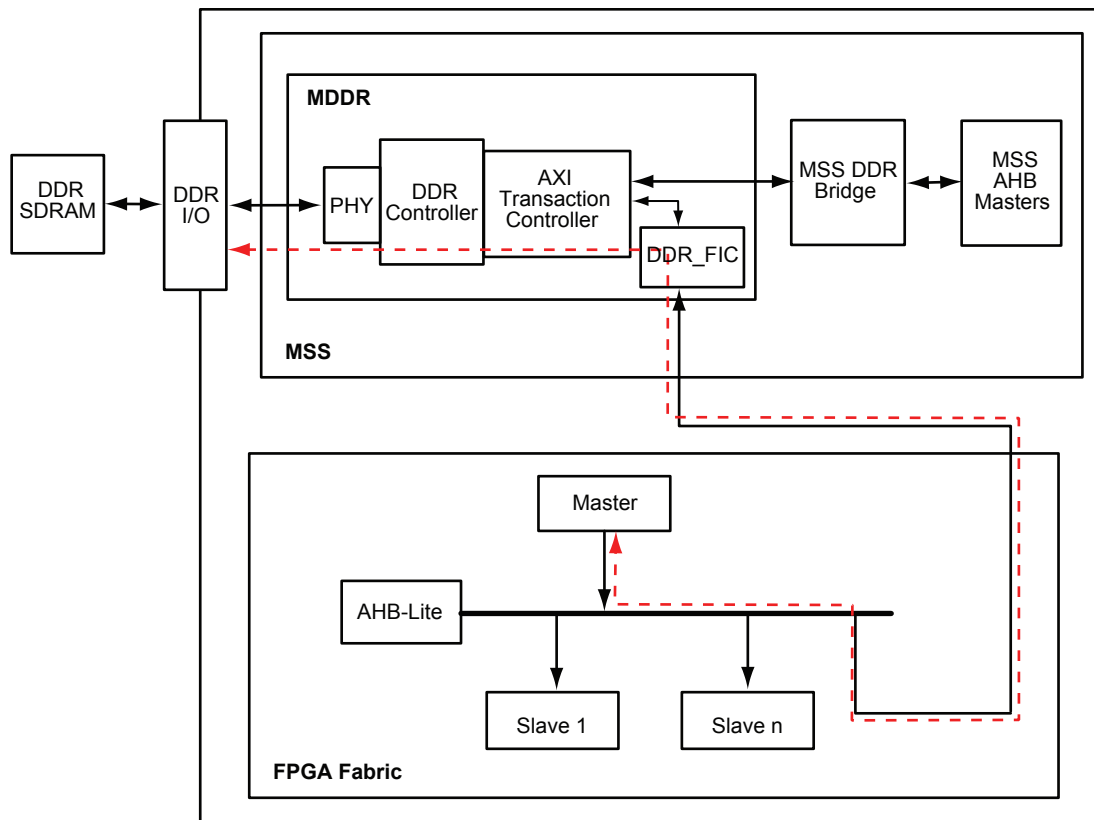 MDDR
DDR
SDRAM
DDR
I/O
PHY
DDR
Controller
AXI
Transaction
Controller
DDR_FIC
MSS DDR
Bridge
MSS
AHB
Masters
MSS
Master
AHB-Lite
Slave 1
Slave n
FPGA Fabric